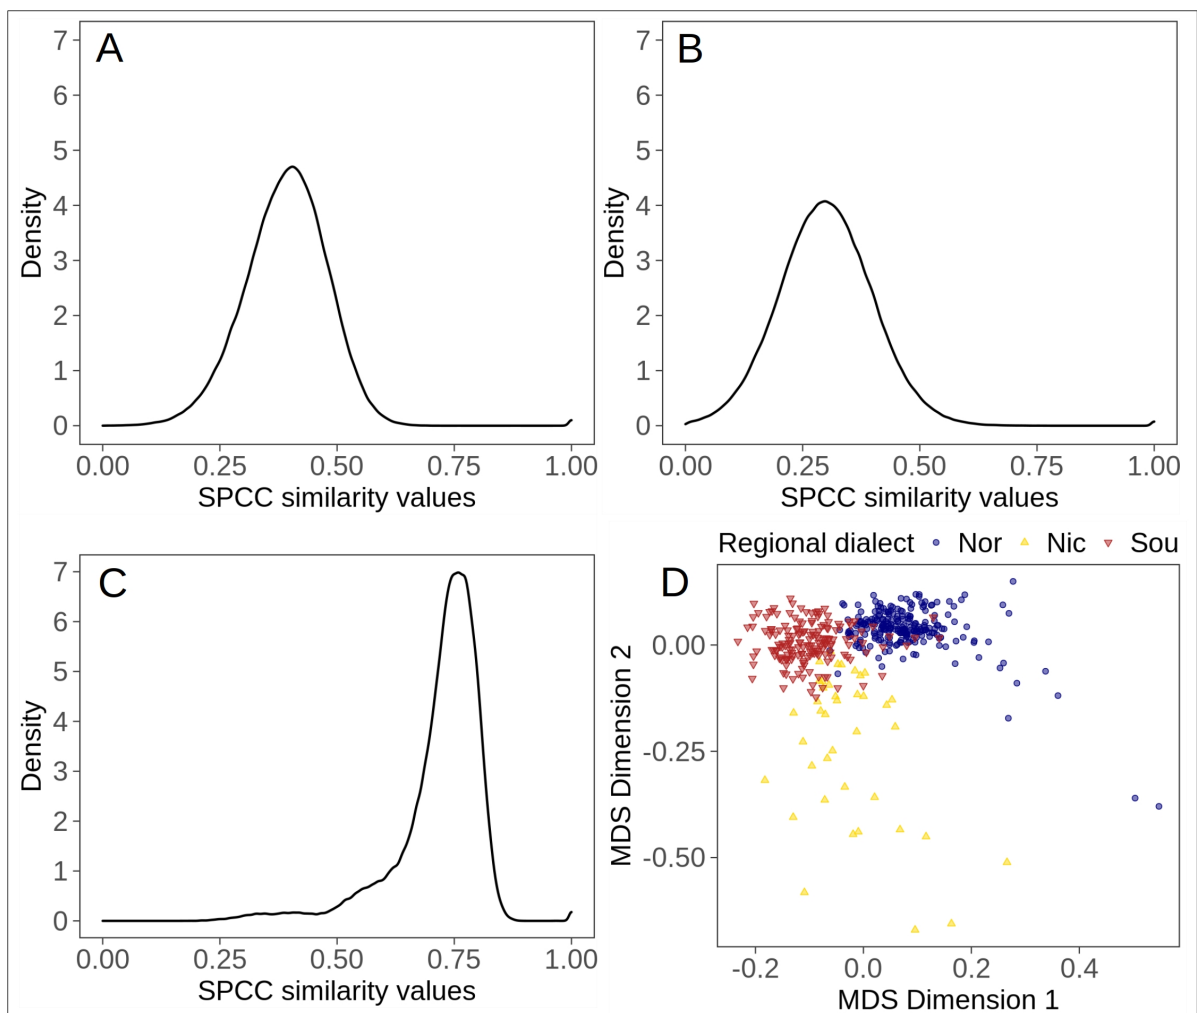 A
7
6
5
4
3
2
1
0
Density
0.00 0.25 0.50 0.75 1.00
SPCC similarity values
B
7
6
5
4
3
2
1
0
Density
0.00 0.25 0.50 0.75 1.00
SPCC similarity values
C
7
6
5
4
3
2
1
0
Density
0.00 0.25 0.50 0.75 1.00
SPCC similarity values
Regional dialect Nor Nic Sou
D
0.00
-0.25
-0.50
MDS Dimension 2
-0.2 0.0 0.2 0.4
MDS Dimension 1